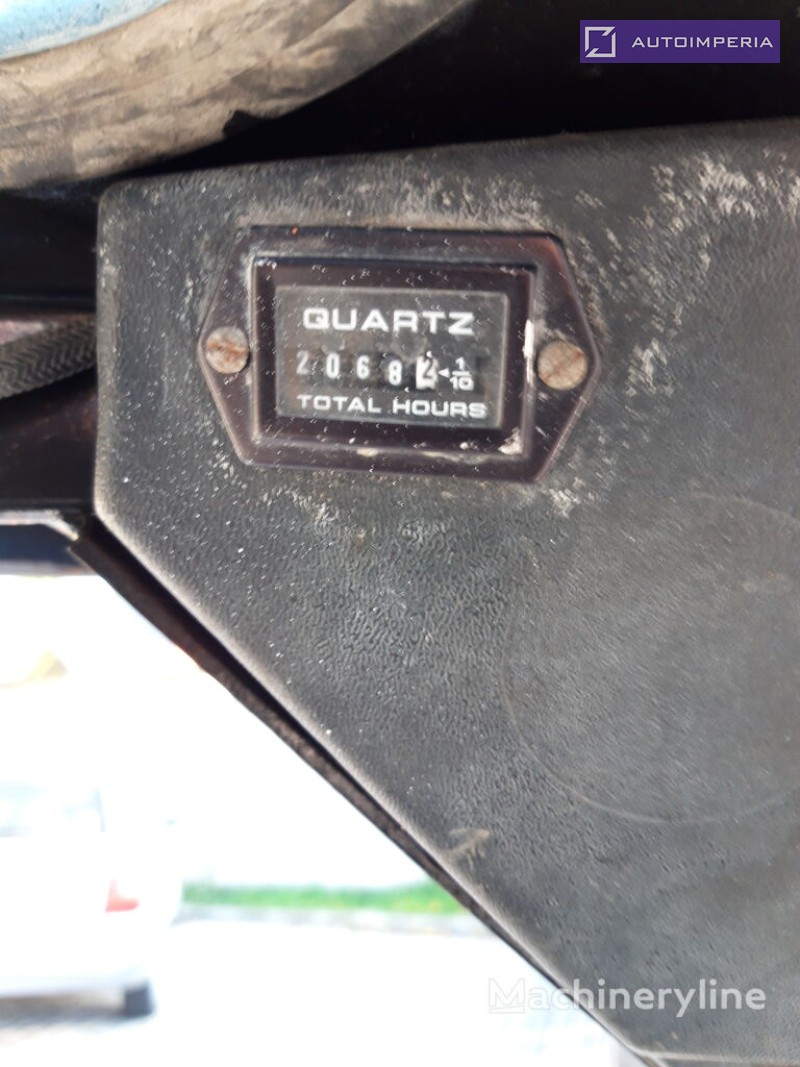 AUTOIMPERIA
QUARTZ
20682 1/10
TOTAL HOURS
Machineryline